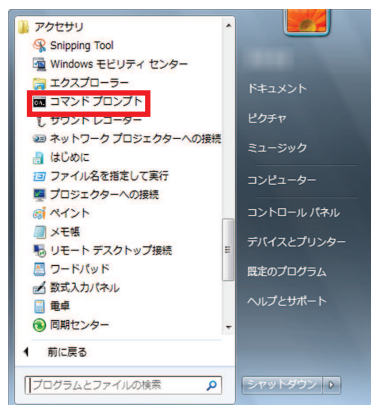 アクセサリ
Snipping Tool
Windows モビリティ センター
エクスプローラー
コマンド プロンプト
サウンド レコーダー
ネットワーク プロジェクターへの接続
はじめに
ファイル名を指定して実行
プロジェクターへの接続
ペイント
メモ帳
リモート デスクトップ接続
ワードパッド
数式入力パネル
電卓
同期センター
前に戻る
プログラムとファイルの検索
ドキュメント
ピクチャ
ミュージック
コンピューター
コントロール パネル
デバイスとプリンター
既定のプログラム
ヘルプとサポート
シャットダウン